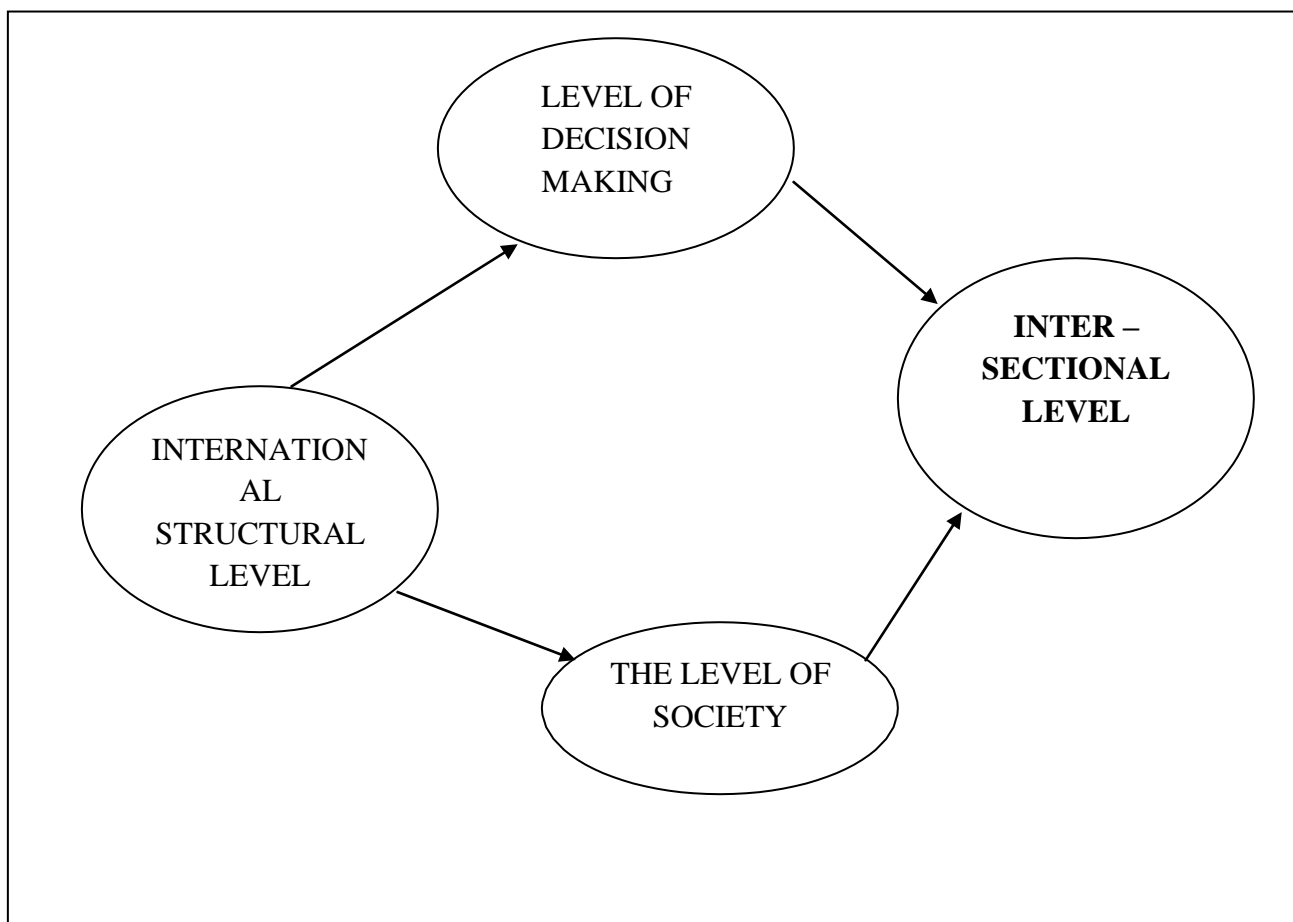 LEVEL OF
DECISION
MAKING
INTER –
SECTIONAL
LEVEL
INTERNATION
AL
STRUCTURAL
LEVEL
THE LEVEL OF
SOCIETY